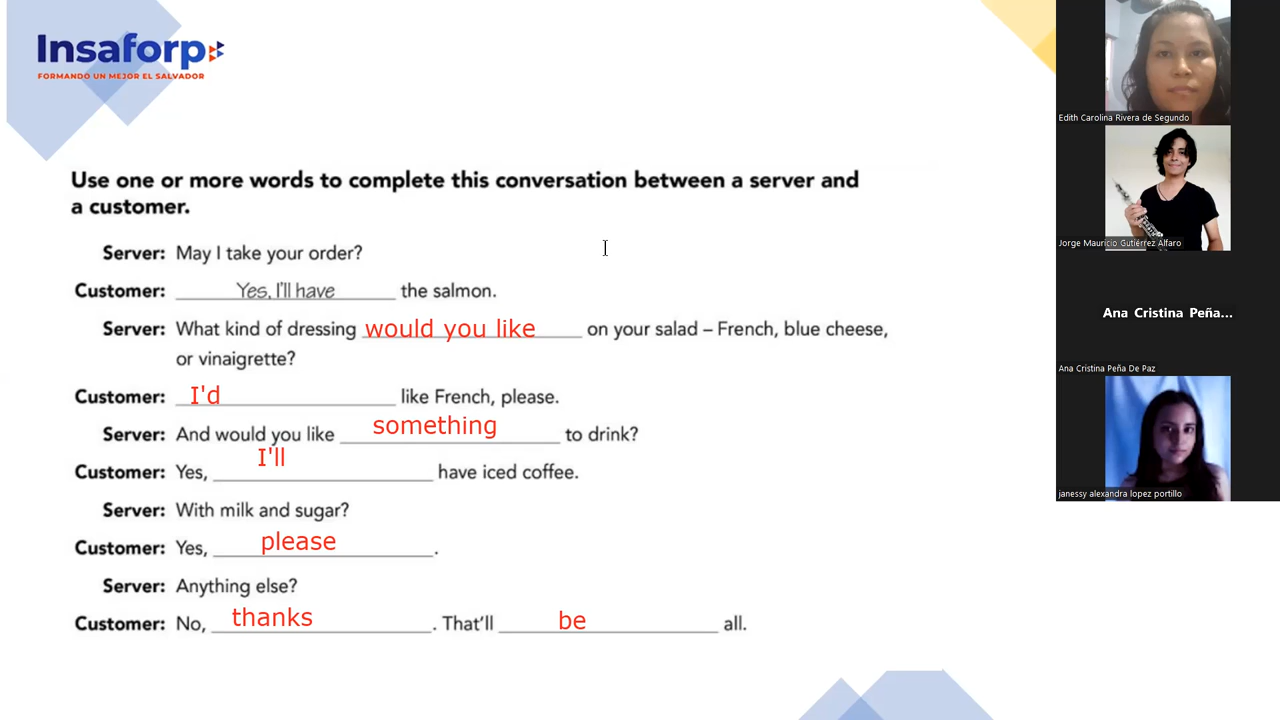 Insaforp
FORMANDO UN MEJOR EL SALVADOR
Use one or more words to complete this conversation between a server and
a customer.
Server: May I take your order?
Customer: Yes, I'll have the salmon.
Server: What kind of dressing would you like on your salad – French, blue cheese,
or vinaigrette?
Customer: I'd like French, please.
Server: And would you like something to drink?
Customer: Yes, I'll have iced coffee.
Server: With milk and sugar?
Customer: Yes, please.
Server: Anything else?
Customer: No, thanks. That'll be all.
Edith Carolina Rivera de Segundo
Jorge Mauricio Gutiérrez Alfaro
Ana Cristina Peña...
Ana Cristina Peña De Paz
janessy alexandra lopez portillo